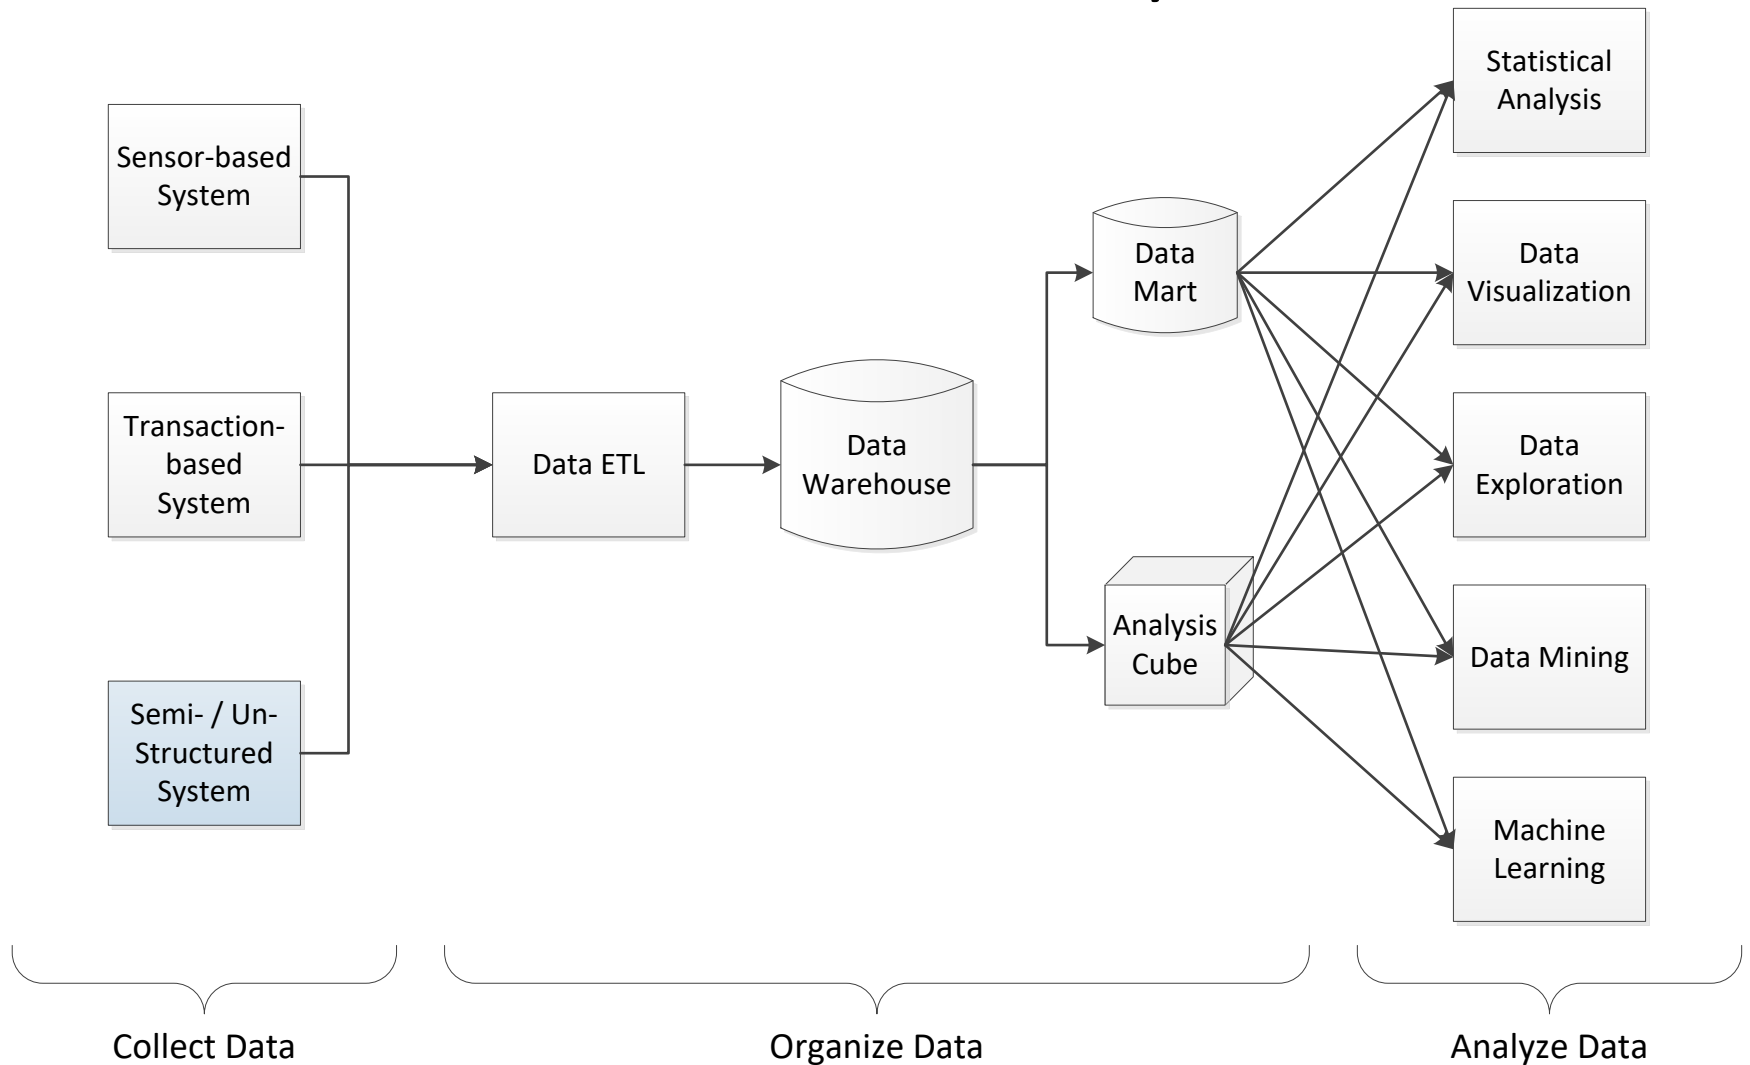 Statistical
Analysis
Sensor-based
System
Data
Mart
Data
Visualization
Transaction-
based
System
Data ETL
Data
Warehouse
Data
Exploration
Analysis
Cube
Data Mining
Semi- / Un-
Structured
System
Machine
Learning
Collect Data
Organize Data
Analyze Data